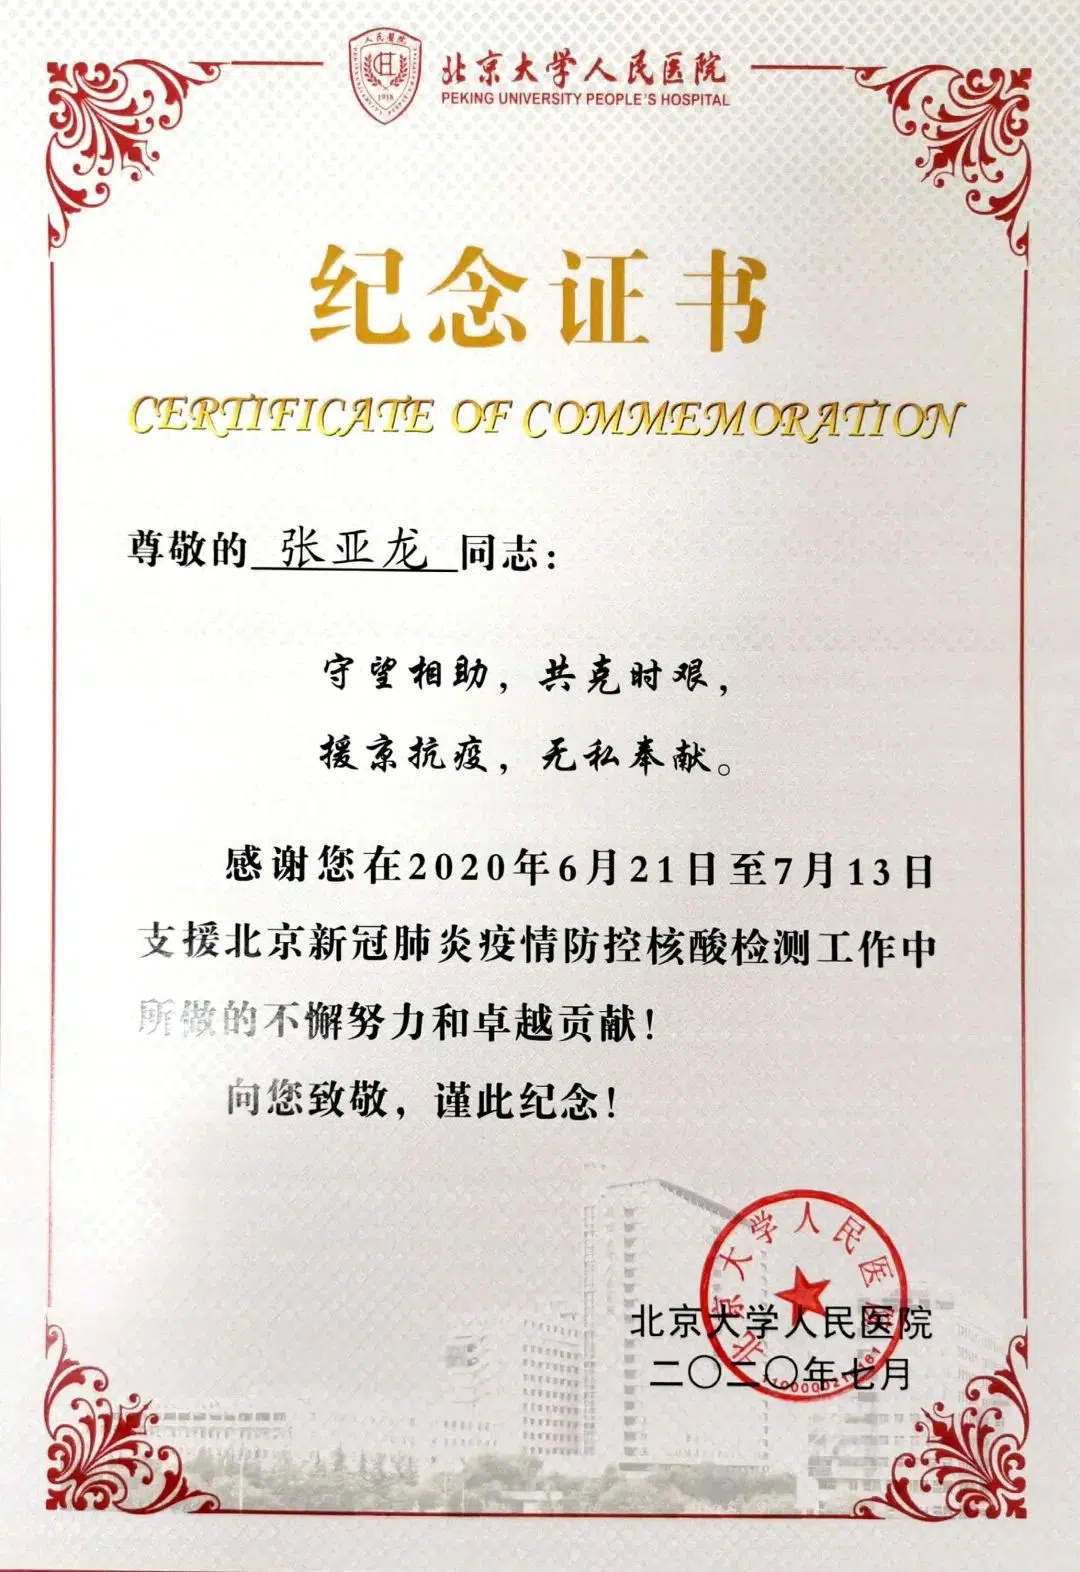 人民醫院
1918
北京大学人民医院
PEKING UNIVERSITY PEOPLE'S HOSPITAL
纪念证书
CERTIFICATE OF COMMEMORATION
尊敬的 张亚龙 同志：
守望相助，共克时艰，
援京抗疫，无私奉献。
感谢您在2020年6月21日至7月13日
支援北京新冠肺炎疫情防控核酸检测工作中
所做的不懈努力和卓越贡献！
向您致敬，谨此纪念！
北京大学人民医院
北京大学人民医院
二〇二〇年七月